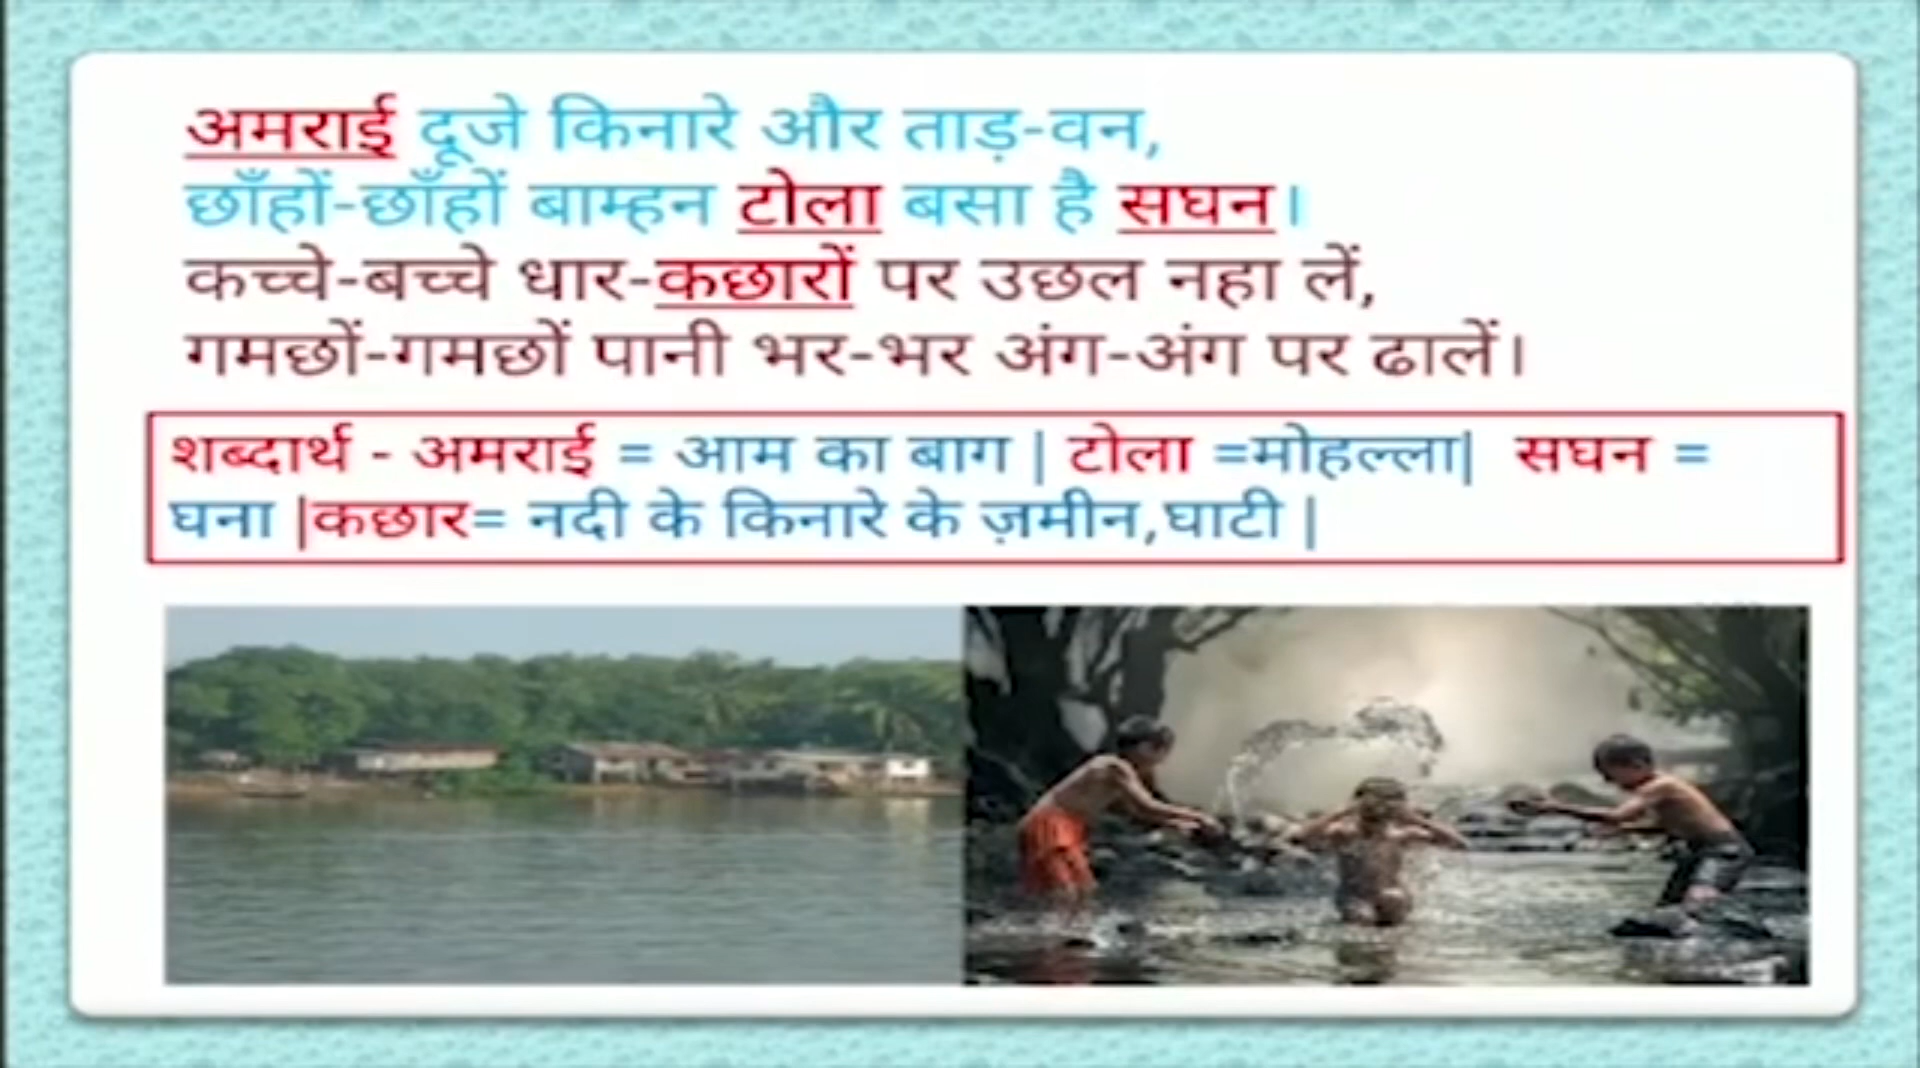 अमराई दूजे किनारे और ताड़-वन,
छाँहों-छाँहों बाम्हन टोला बसा है सघन।
कच्चे-बच्चे धार-कछारों पर उछल नहा लें,
गमछों-गमछों पानी भर-भर अंग-अंग पर ढालें।
शब्दार्थ - अमराई = आम का बाग | टोला =मोहल्ला| सघन =
घना |कछार= नदी के किनारे के ज़मीन,घाटी |